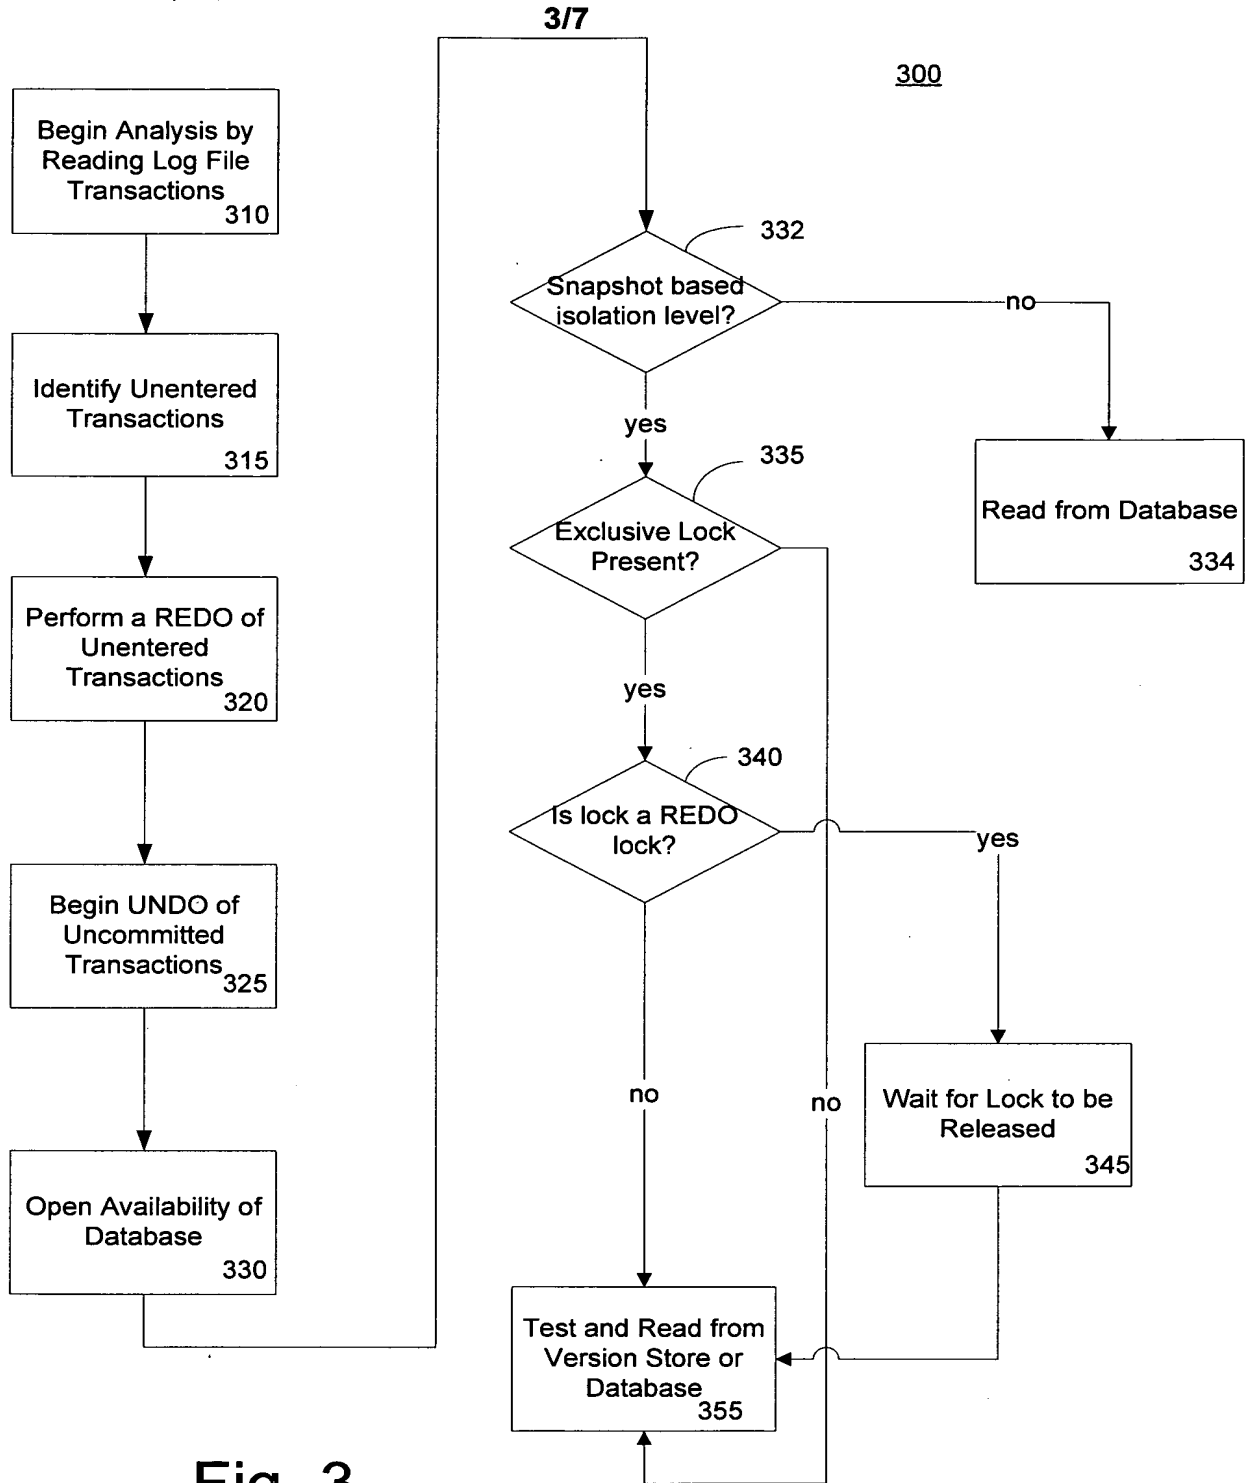 3/7
300
Begin Analysis by
Reading Log File
Transactions
310
Identify Unentered
Transactions
315
Perform a REDO of
Unentered
Transactions
320
Begin UNDO of
Uncommitted
Transactions
325
Open Availability of
Database
330
332
Snapshot based
isolation level?
no
yes
Read from Database
334
335
Exclusive Lock
Present?
yes
no
340
Is lock a REDO
lock?
yes
no
Wait for Lock to be
Released
345
Test and Read from
Version Store or
Database
355
Fig. 3